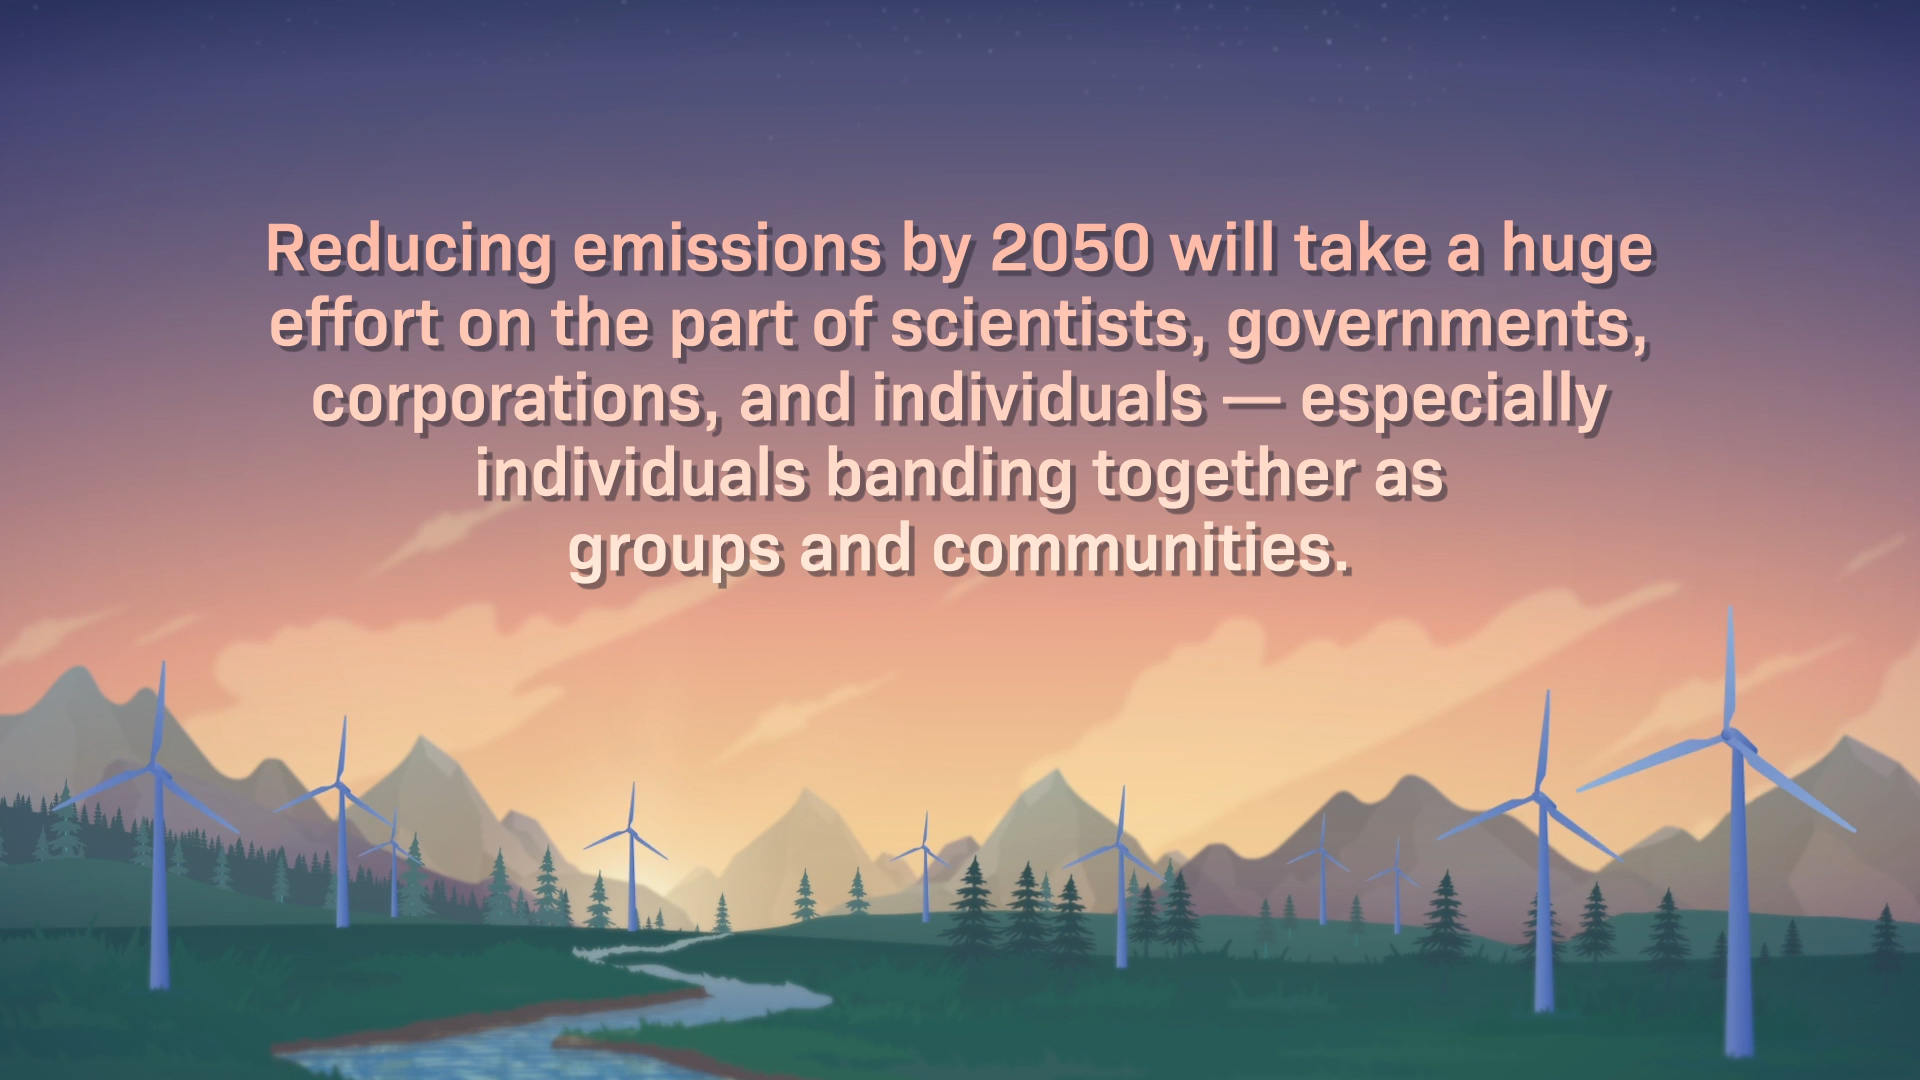 Reducing emissions by 2050 will take a huge
effort on the part of scientists, governments,
corporations, and individuals — especially
individuals banding together as
groups and communities.